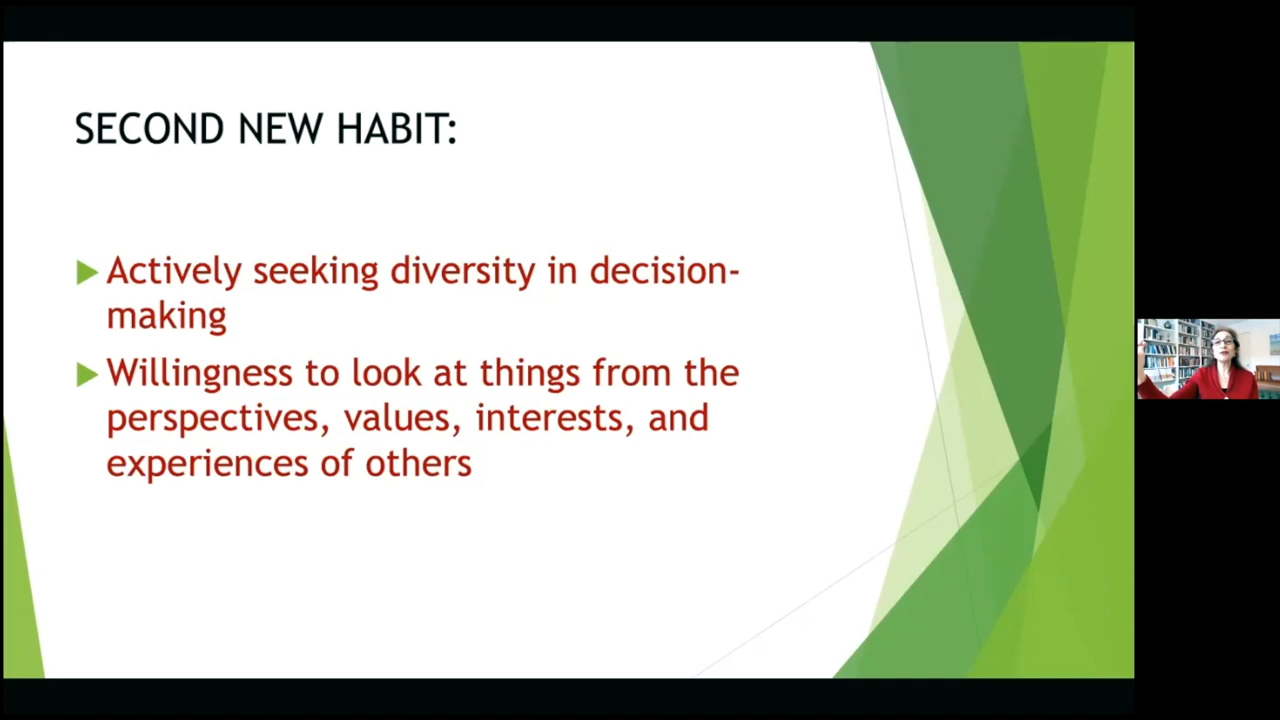 SECOND NEW HABIT:
Actively seeking diversity in decision-
making
Willingness to look at things from the
perspectives, values, interests, and
experiences of others